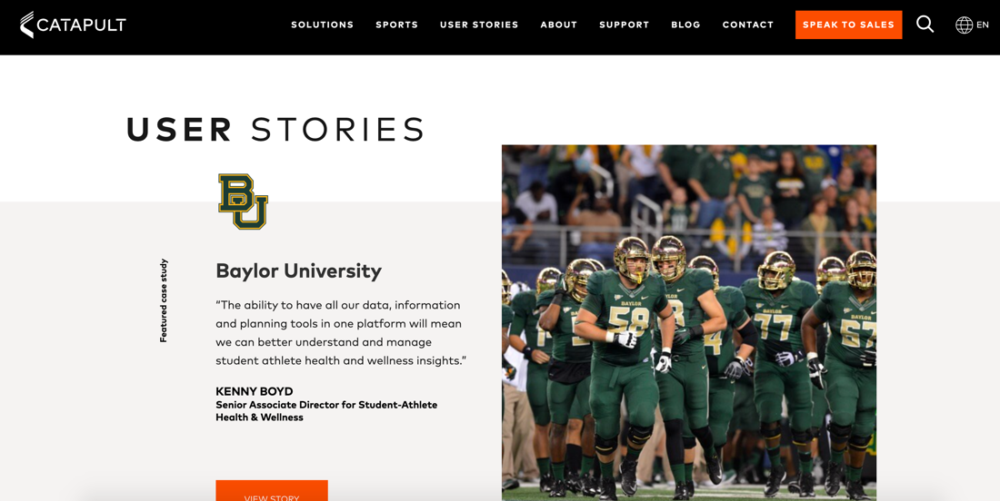 CATAPULT
SOLUTIONS SPORTS USER STORIES ABOUT SUPPORT BLOG CONTACT SPEAK TO SALES EN
USER STORIES
BU
Featured case study
Baylor University
“The ability to have all our data, information
and planning tools in one platform will mean
we can better understand and manage
student athlete health and wellness insights.”
KENNY BOYD
Senior Associate Director for Student-Athlete
Health & Wellness
VIEW STORY
BAYLOR
58
BAYLOR
77
BAYLOR
57